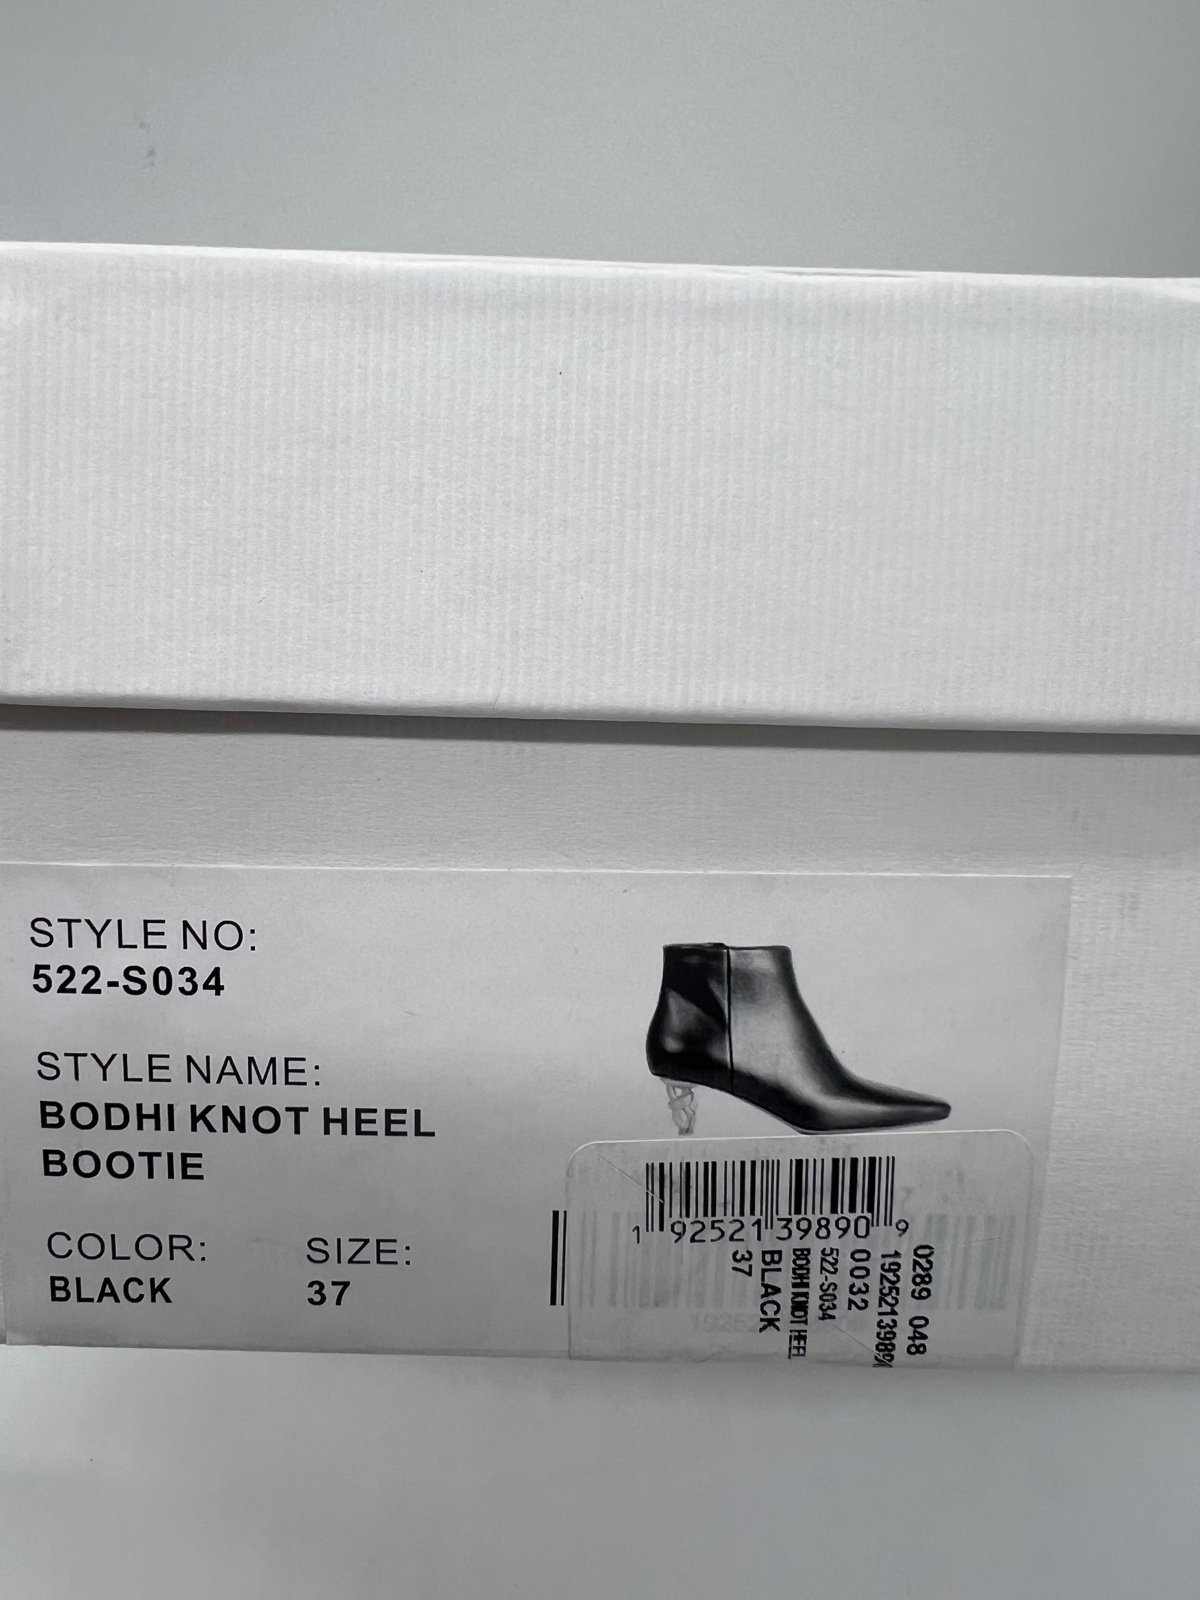 STYLE NO:
522-S034
STYLE NAME:
BODHI KNOT HEEL
BOOTIE
COLOR:
BLACK
SIZE:
37
1 92521 39890 9
0289 048
0032
522-S034
BODHI KNOT HEEL
BLACK
37